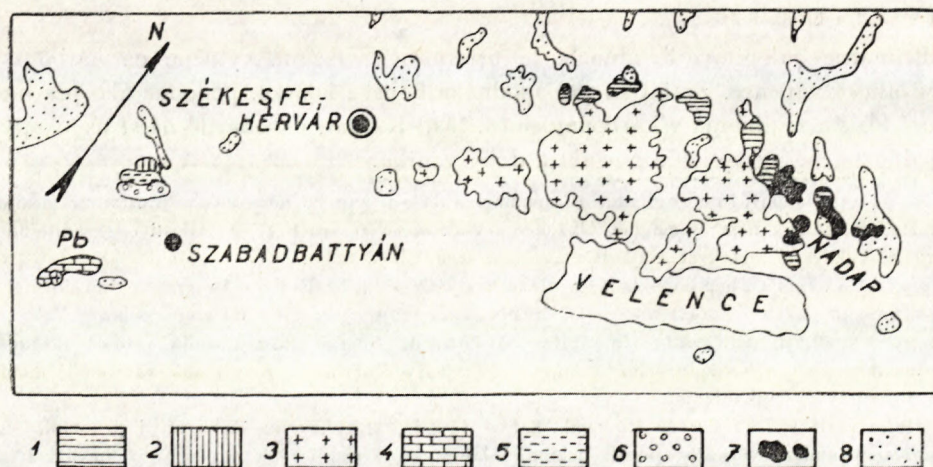 N
SZÉKESFE-
HÉRVÁR
Pb
SZABADBATTYÁN
NADAP
VELENCE
1 2 3 4 5 6 7 8